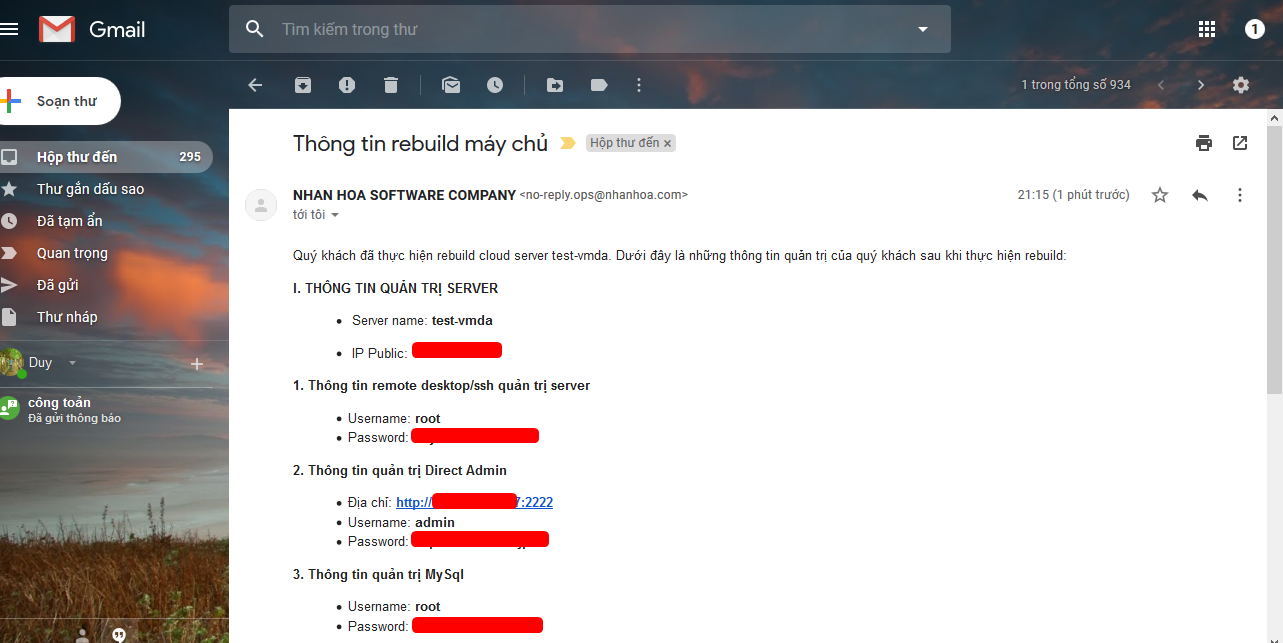 Gmail
Tìm kiếm trong thư
1
Soạn thư
1 trong tổng số 934
Hộp thư đến 295
Thư gắn dấu sao
Đã tạm ẩn
Quan trọng
Đã gửi
Thư nháp
Duy
công toản
Đã gửi thông báo
Thông tin rebuild máy chủ
Hộp thư đến ×
NHAN HOA SOFTWARE COMPANY <no-reply.ops@nhanhoa.com>
21:15 (1 phút trước)
tới tôi
Quý khách đã thực hiện rebuild cloud server test-vmda. Dưới đây là những thông tin quản trị của quý khách sau khi thực hiện rebuild:
I. THÔNG TIN QUẢN TRỊ SERVER
• Server name: test-vmda
• IP Public:
1. Thông tin remote desktop/ssh quản trị server
• Username: root
• Password:
2. Thông tin quản trị Direct Admin
• Địa chỉ: http:// :2222
• Username: admin
• Password:
3. Thông tin quản trị MySql
• Username: root
• Password: